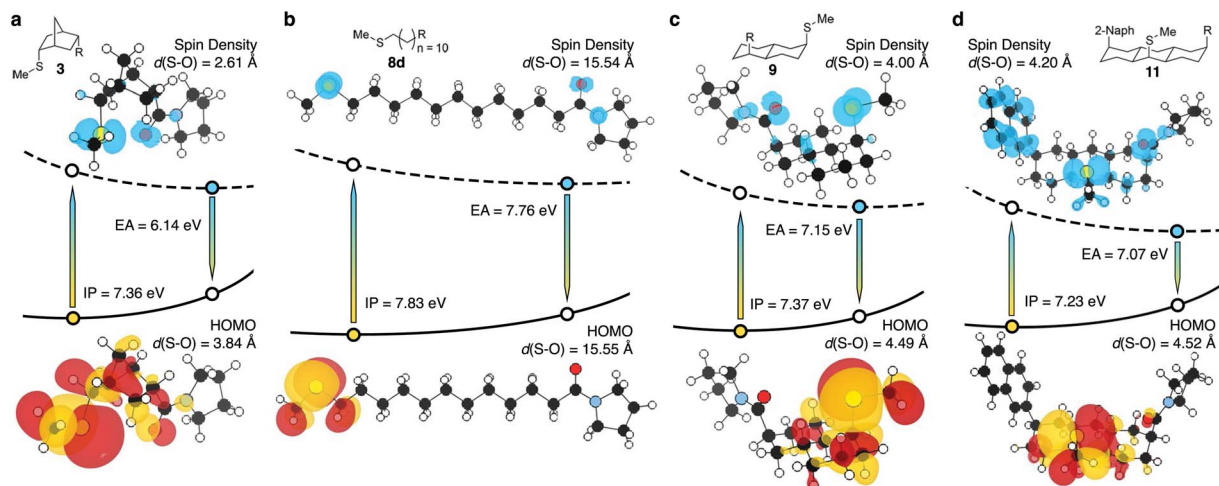 a
R
MeS
3
Spin Density
d(S-O) = 2.61 Å
EA = 6.14 eV
IP = 7.36 eV
HOMO
d(S-O) = 3.84 Å
b
Me
S
R
n = 10
8d
Spin Density
d(S-O) = 15.54 Å
EA = 7.76 eV
IP = 7.83 eV
HOMO
d(S-O) = 15.55 Å
c
Me
S
R
9
Spin Density
d(S-O) = 4.00 Å
EA = 7.15 eV
IP = 7.37 eV
HOMO
d(S-O) = 4.49 Å
d
2-Naph
SMe
R
11
Spin Density
d(S-O) = 4.20 Å
EA = 7.07 eV
IP = 7.23 eV
HOMO
d(S-O) = 4.52 Å